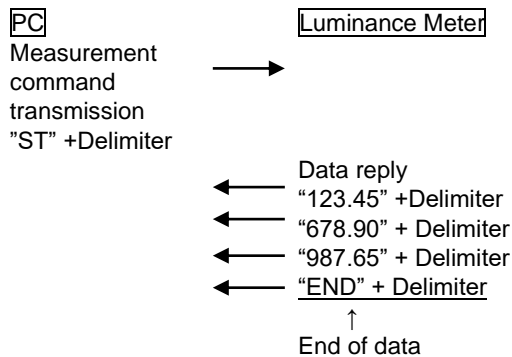 PC
Luminance Meter
Measurement
command
transmission
”ST” +Delimiter
Data reply
“123.45” +Delimiter
“678.90” + Delimiter
“987.65” + Delimiter
“END” + Delimiter
↑
End of data